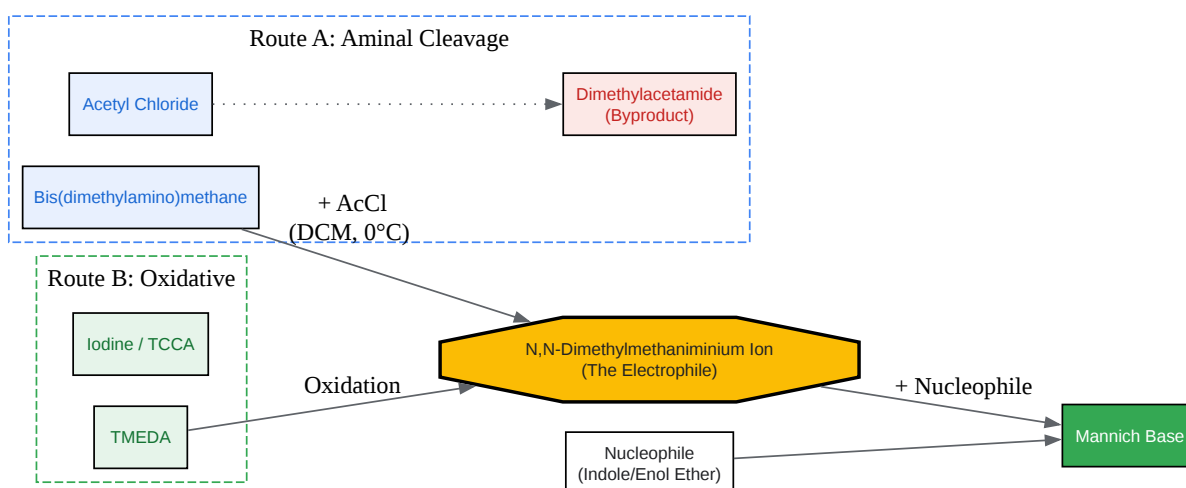 Route A: Aminal Cleavage
Acetyl Chloride
Dimethylacetamide
(Byproduct)
Bis(dimethylamino)methane
+ AcCl
(DCM, 0°C)
Route B: Oxidative
Iodine / TCCA
TMEDA
Oxidation
N,N-Dimethylmethaniminium Ion
(The Electrophile)
+ Nucleophile
Nucleophile
(Indole/Enol Ether)
Mannich Base